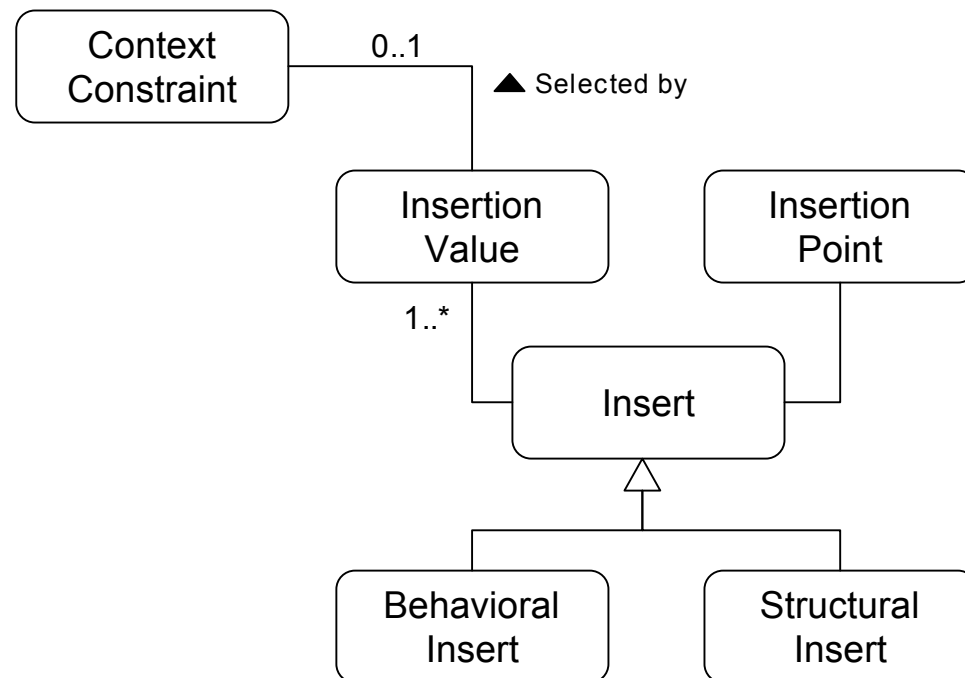 Context
Constraint
0..1
Selected by
Insertion
Value
Insertion
Point
1..*
Insert
Behavioral
Insert
Structural
Insert